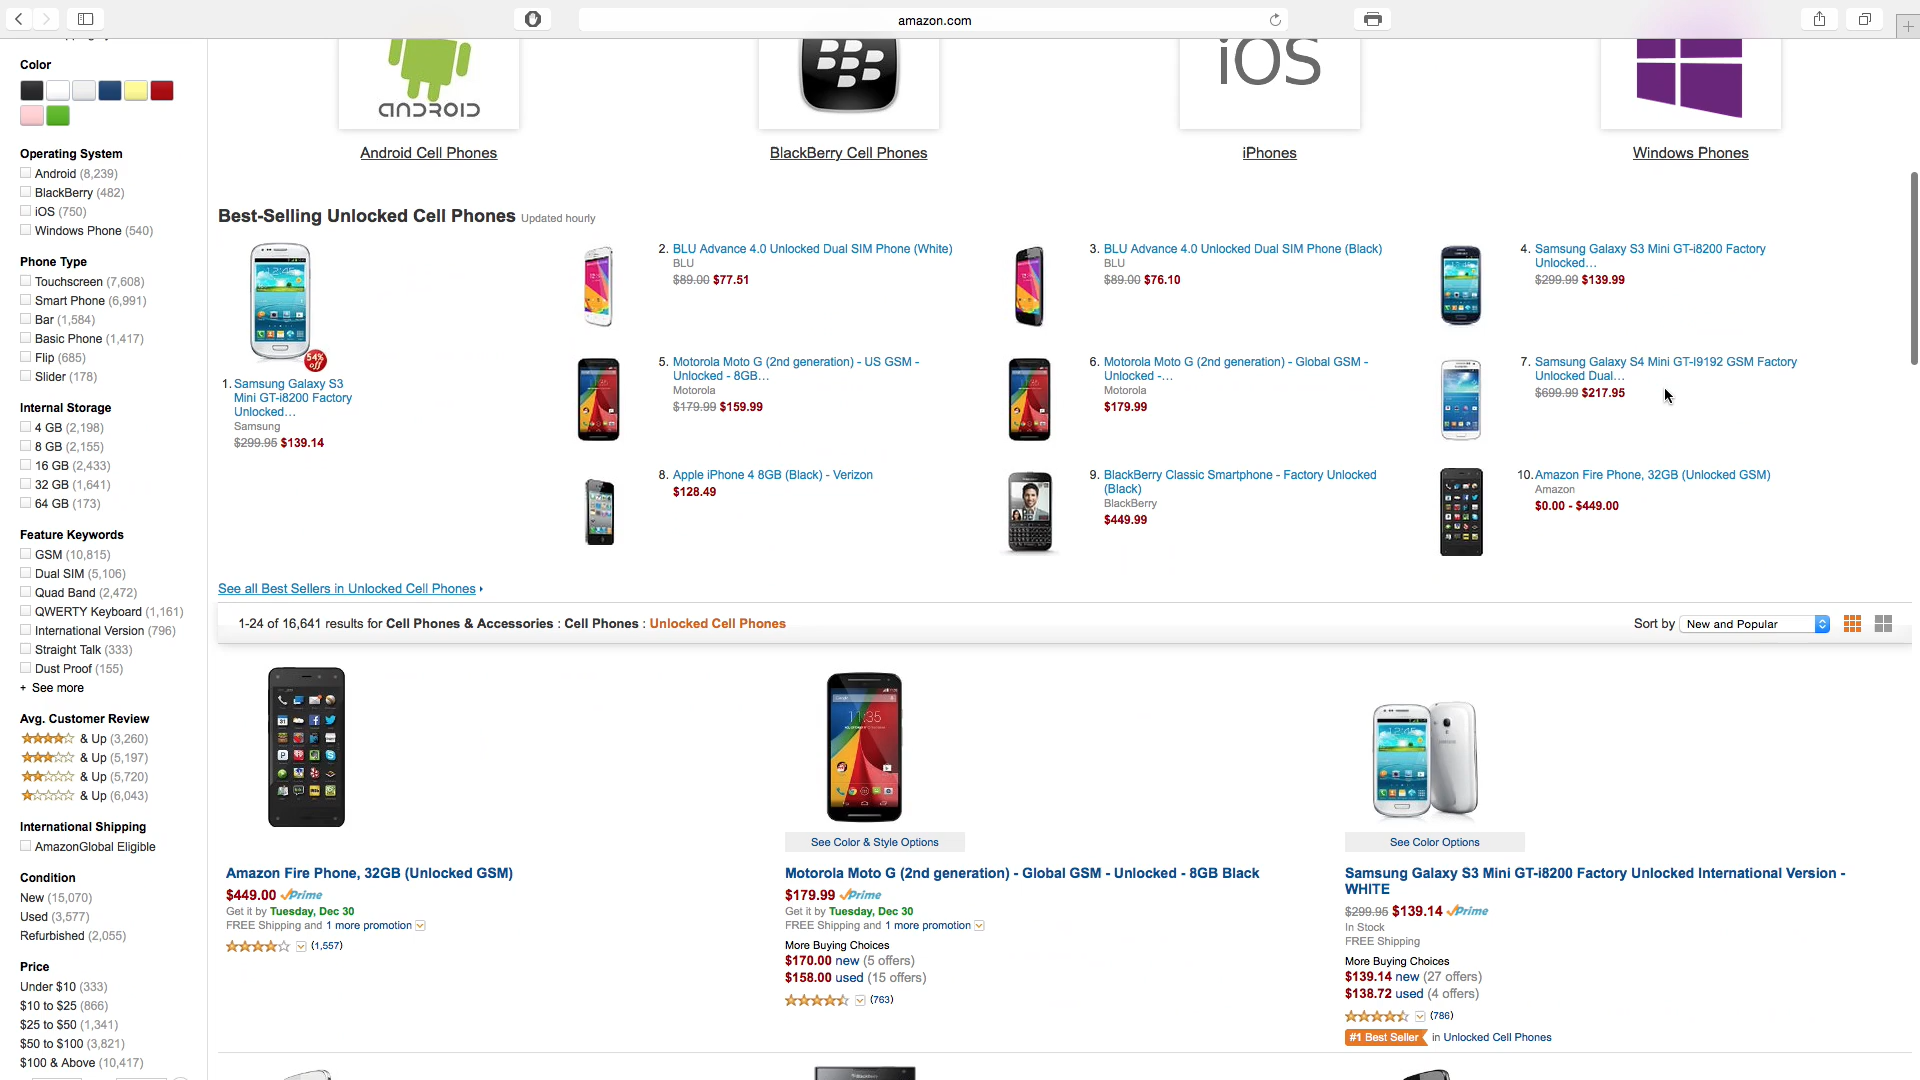 amazon.com
Color
Operating System
Android (8,239)
BlackBerry (482)
iOS (750)
Windows Phone (540)
Phone Type
Touchscreen (7,608)
Smart Phone (6,991)
Bar (1,584)
Basic Phone (1,417)
Flip (685)
Slider (178)
Internal Storage
4 GB (2,198)
8 GB (2,155)
16 GB (2,433)
32 GB (1,641)
64 GB (173)
Feature Keywords
GSM (10,815)
Dual SIM (5,106)
Quad Band (2,472)
QWERTY Keyboard (1,161)
International Version (796)
Straight Talk (333)
Dust Proof (155)
+ See more
Avg. Customer Review
& Up (3,260)
& Up (5,197)
& Up (5,720)
& Up (6,043)
International Shipping
AmazonGlobal Eligible
Condition
New (15,070)
Used (3,577)
Refurbished (2,055)
Price
Under $10 (333)
$10 to $25 (866)
$25 to $50 (1,341)
$50 to $100 (3,821)
$100 & Above (10,417)
ANDROID
iOS
Android Cell Phones
BlackBerry Cell Phones
iPhones
Windows Phones
Best-Selling Unlocked Cell Phones Updated hourly
54%
off
1. Samsung Galaxy S3
Mini GT-i8200 Factory
Unlocked...
Samsung
$299.95 $139.14
2. BLU Advance 4.0 Unlocked Dual SIM Phone (White)
BLU
$89.00 $77.51
3. BLU Advance 4.0 Unlocked Dual SIM Phone (Black)
BLU
$89.00 $76.10
4. Samsung Galaxy S3 Mini GT-i8200 Factory
Unlocked...
$299.99 $139.99
5. Motorola Moto G (2nd generation) - US GSM -
Unlocked - 8GB...
Motorola
$179.99 $159.99
6. Motorola Moto G (2nd generation) - Global GSM -
Unlocked -...
Motorola
$179.99
7. Samsung Galaxy S4 Mini GT-I9192 GSM Factory
Unlocked Dual...
$699.99 $217.95
8. Apple iPhone 4 8GB (Black) - Verizon
$128.49
9. BlackBerry Classic Smartphone - Factory Unlocked
(Black)
BlackBerry
$449.99
10. Amazon Fire Phone, 32GB (Unlocked GSM)
Amazon
$0.00 - $449.00
See all Best Sellers in Unlocked Cell Phones
1-24 of 16,641 results for Cell Phones & Accessories : Cell Phones : Unlocked Cell Phones
Sort by New and Popular
Amazon Fire Phone, 32GB (Unlocked GSM)
$449.00 Prime
Get it by Tuesday, Dec 30
FREE Shipping and 1 more promotion
(1,557)
11:35
See Color & Style Options
Motorola Moto G (2nd generation) - Global GSM - Unlocked - 8GB Black
$179.99 Prime
Get it by Tuesday, Dec 30
FREE Shipping and 1 more promotion
More Buying Choices
$170.00 new (5 offers)
$158.00 used (15 offers)
(763)
12:45
See Color Options
Samsung Galaxy S3 Mini GT-i8200 Factory Unlocked International Version -
WHITE
$299.95 $139.14 Prime
In Stock
FREE Shipping
More Buying Choices
$139.14 new (27 offers)
$138.72 used (4 offers)
(786)
#1 Best Seller in Unlocked Cell Phones